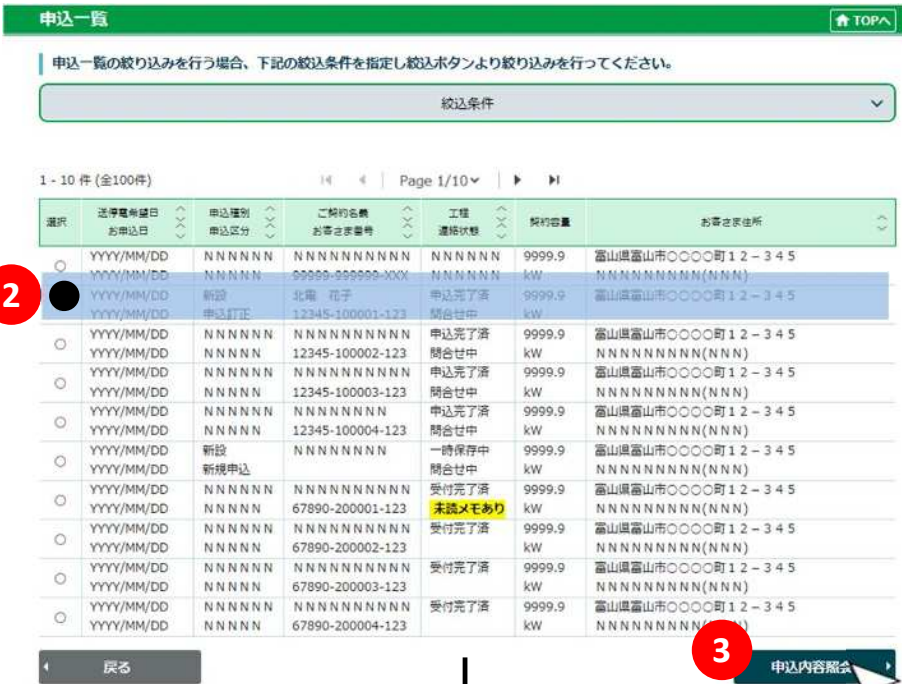 申込一覧
TOPへ
申込一覧の絞り込みを行う場合、下記の絞込条件を指定し絞込ボタンより絞り込みを行ってください。
絞込条件
1 - 10 件 (全100件) Page 1/10
選択 送停電希望日 申込種別 ご契約名義 工程 契約容量 お客さま住所
お申込日 申込区分 お客さま番号 連絡状態
YYYY/MM/DD NNNNNN NNNNNNNNNN NNNNNN 9999.9 富山県富山市○○○○町12-345
YYYY/MM/DD NNNNN 99999-999999-XXX NNNNNN kW NNNNNNNNN(NNN)
2
YYYY/MM/DD 新設 北電 花子 申込完了済 9999.9 富山県富山市○○○○町12-345
YYYY/MM/DD 申込訂正 12345-100001-123 問合せ中 kW
YYYY/MM/DD NNNNNN NNNNNNNNNN 申込完了済 9999.9 富山県富山市○○○○町12-345
YYYY/MM/DD NNNNN 12345-100002-123 問合せ中 kW NNNNNNNNN(NNN)
YYYY/MM/DD NNNNNN NNNNNNNNNN 申込完了済 9999.9 富山県富山市○○○○町12-345
YYYY/MM/DD NNNNN 12345-100003-123 問合せ中 kW NNNNNNNNN(NNN)
YYYY/MM/DD NNNNNN NNNNNNNN 申込完了済 9999.9 富山県富山市○○○○町12-345
YYYY/MM/DD NNNNN 12345-100004-123 問合せ中 kW NNNNNNNNN(NNN)
YYYY/MM/DD 新設 NNNNNNNN 一時保存中 9999.9 富山県富山市○○○○町12-345
YYYY/MM/DD 新規申込 問合せ中 kW NNNNNNNNN(NNN)
YYYY/MM/DD NNNNNN NNNNNNNNNN 受付完了済 9999.9 富山県富山市○○○○町12-345
YYYY/MM/DD NNNNN 67890-200001-123 未読メモあり kW NNNNNNNNN(NNN)
YYYY/MM/DD NNNNNN NNNNNNNNNN 受付完了済 9999.9 富山県富山市○○○○町12-345
YYYY/MM/DD NNNNN 67890-200002-123 kW NNNNNNNNN(NNN)
YYYY/MM/DD NNNNNN NNNNNNNNNN 受付完了済 9999.9 富山県富山市○○○○町12-345
YYYY/MM/DD NNNNN 67890-200003-123 kW NNNNNNNNN(NNN)
YYYY/MM/DD NNNNNN NNNNNNNNNN 受付完了済 9999.9 富山県富山市○○○○町12-345
YYYY/MM/DD NNNNN 67890-200004-123 kW
3
戻る 申込内容照会